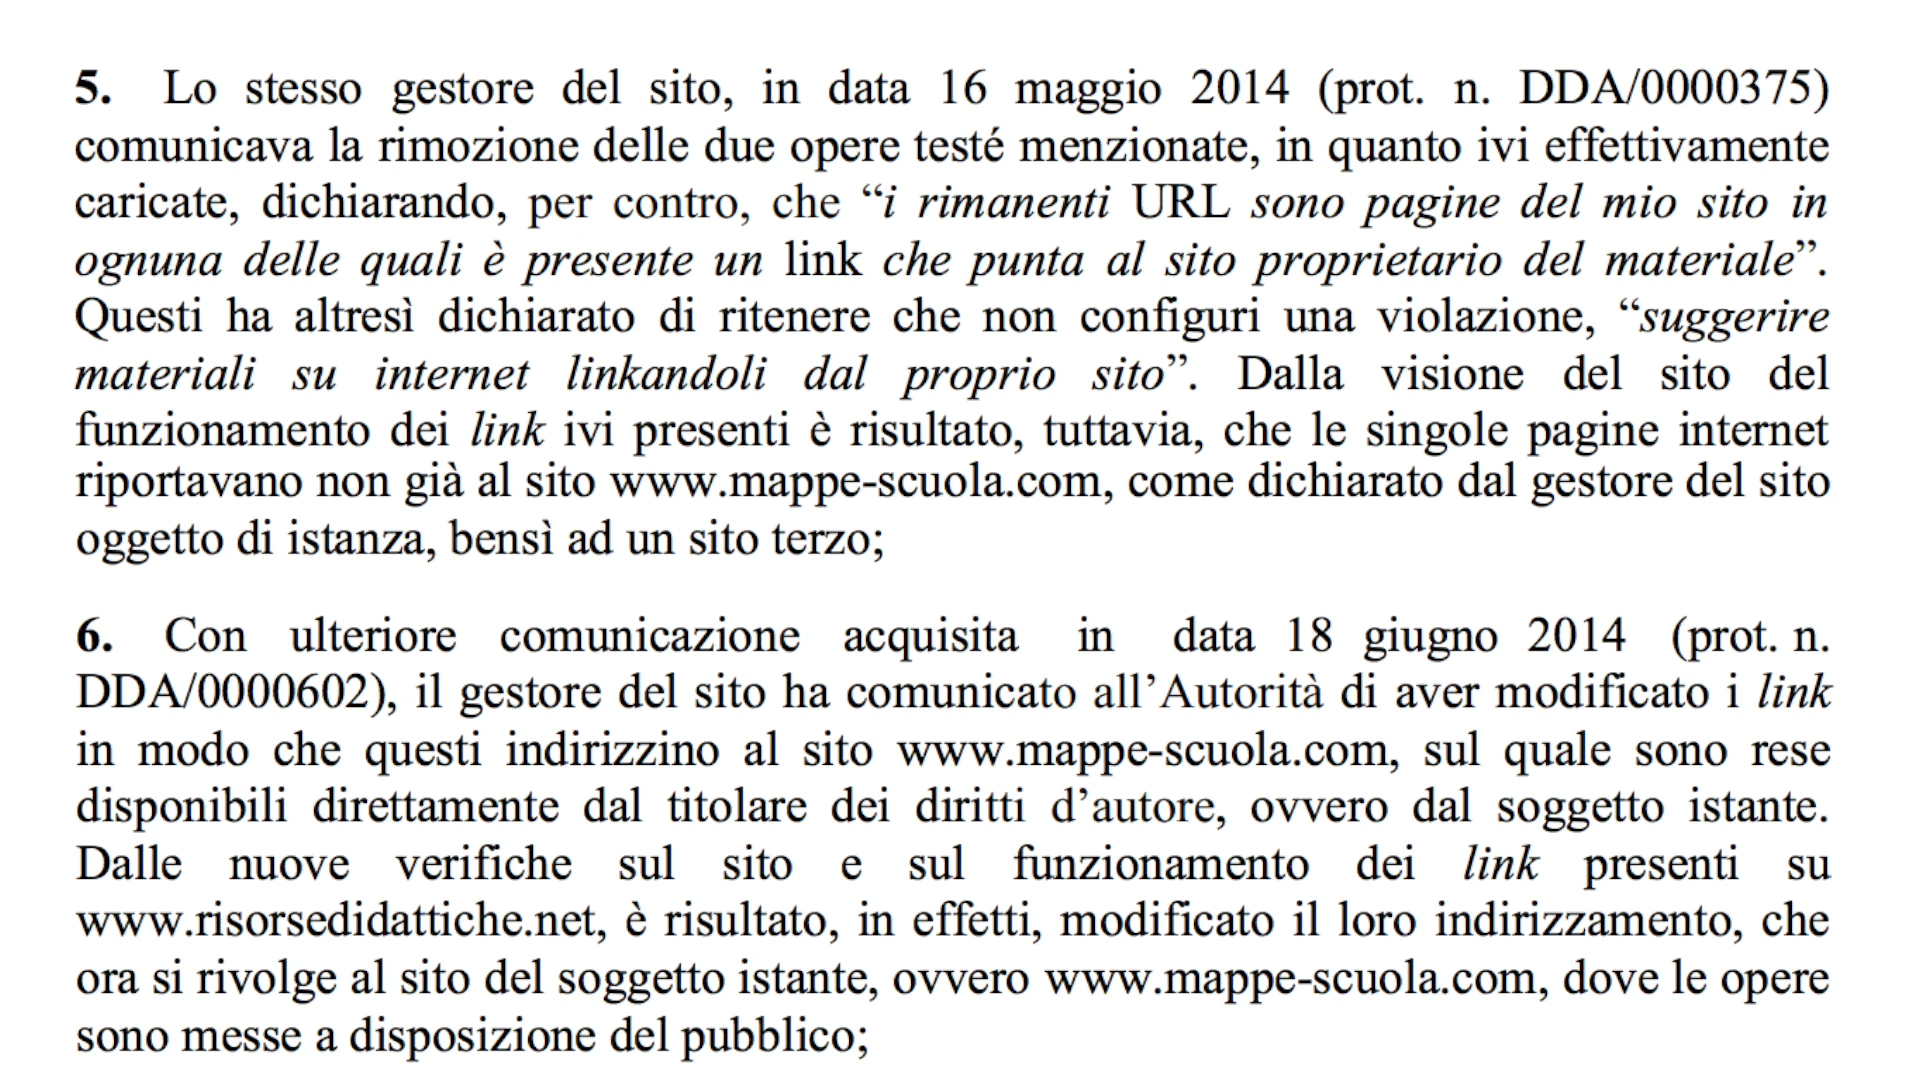 5. Lo stesso gestore del sito, in data 16 maggio 2014 (prot. n. DDA/0000375)
comunicava la rimozione delle due opere testé menzionate, in quanto ivi effettivamente
caricate, dichiarando, per contro, che “i rimanenti URL sono pagine del mio sito in
ognuna delle quali è presente un link che punta al sito proprietario del materiale”.
Questi ha altresì dichiarato di ritenere che non configuri una violazione, “suggerire
materiali su internet linkandoli dal proprio sito”. Dalla visione del sito del
funzionamento dei link ivi presenti è risultato, tuttavia, che le singole pagine internet
riportavano non già al sito www.mappe-scuola.com, come dichiarato dal gestore del sito
oggetto di istanza, bensì ad un sito terzo;
6. Con ulteriore comunicazione acquisita in data 18 giugno 2014 (prot. n.
DDA/0000602), il gestore del sito ha comunicato all’Autorità di aver modificato i link
in modo che questi indirizzino al sito www.mappe-scuola.com, sul quale sono rese
disponibili direttamente dal titolare dei diritti d’autore, ovvero dal soggetto istante.
Dalle nuove verifiche sul sito e sul funzionamento dei link presenti su
www.risorsedidattiche.net, è risultato, in effetti, modificato il loro indirizzamento, che
ora si rivolge al sito del soggetto istante, ovvero www.mappe-scuola.com, dove le opere
sono messe a disposizione del pubblico;